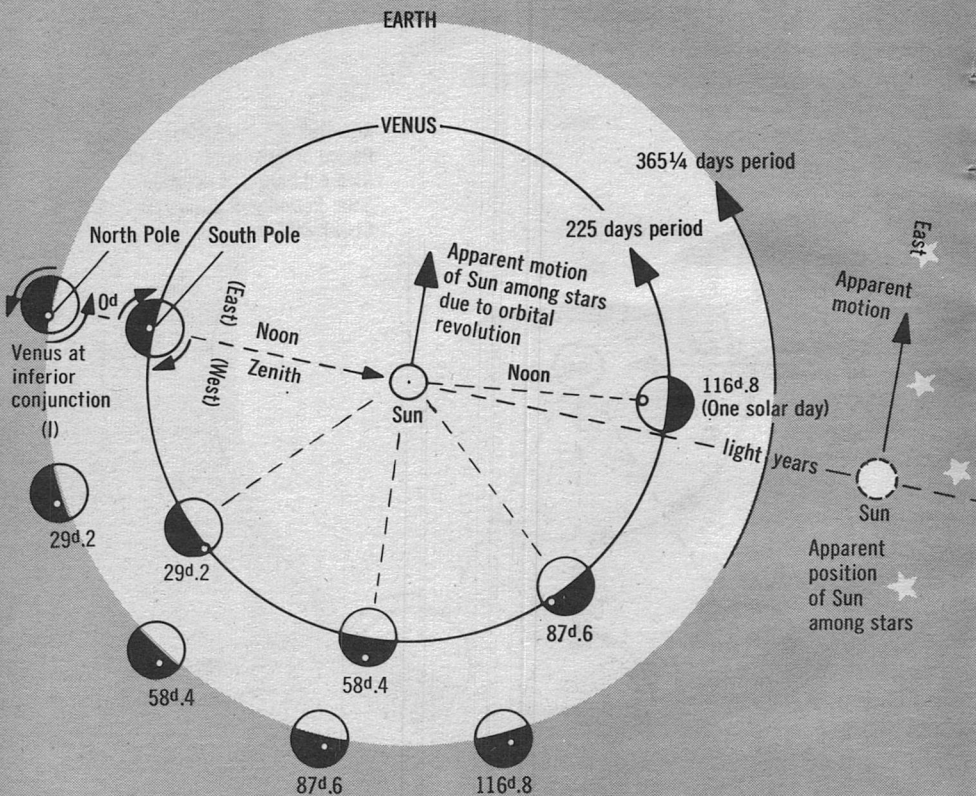 EARTH
VENUS
365¼ days period
225 days period
North Pole
South Pole
0d
(East)
(West)
Noon
Zenith
Apparent motion
of Sun among stars
due to orbital
revolution
East
Apparent
motion
Venus at
inferior
conjunction
(I)
Sun
Noon
116d.8
(One solar day)
light years
Sun
Apparent
position
of Sun
among stars
29d.2
29d.2
58d.4
58d.4
87d.6
87d.6
116d.8